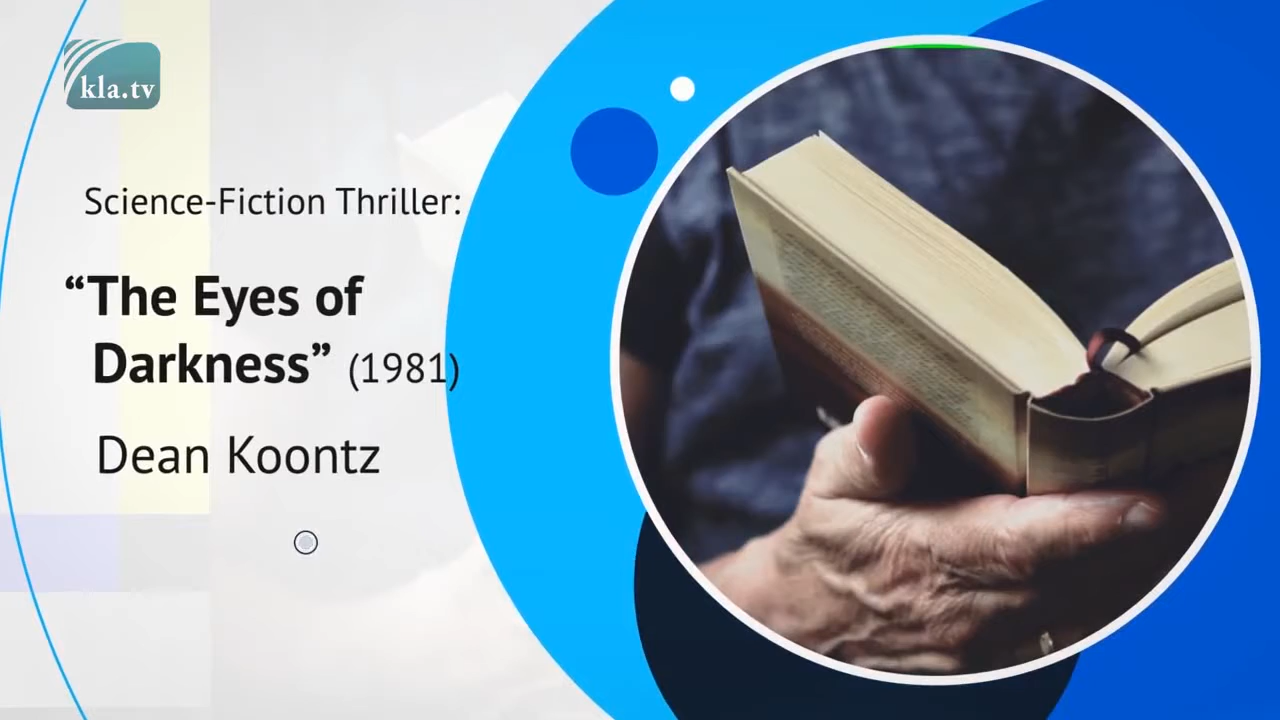 kla.tv
Science-Fiction Thriller:
“The Eyes of
Darkness” (1981)
Dean Koontz